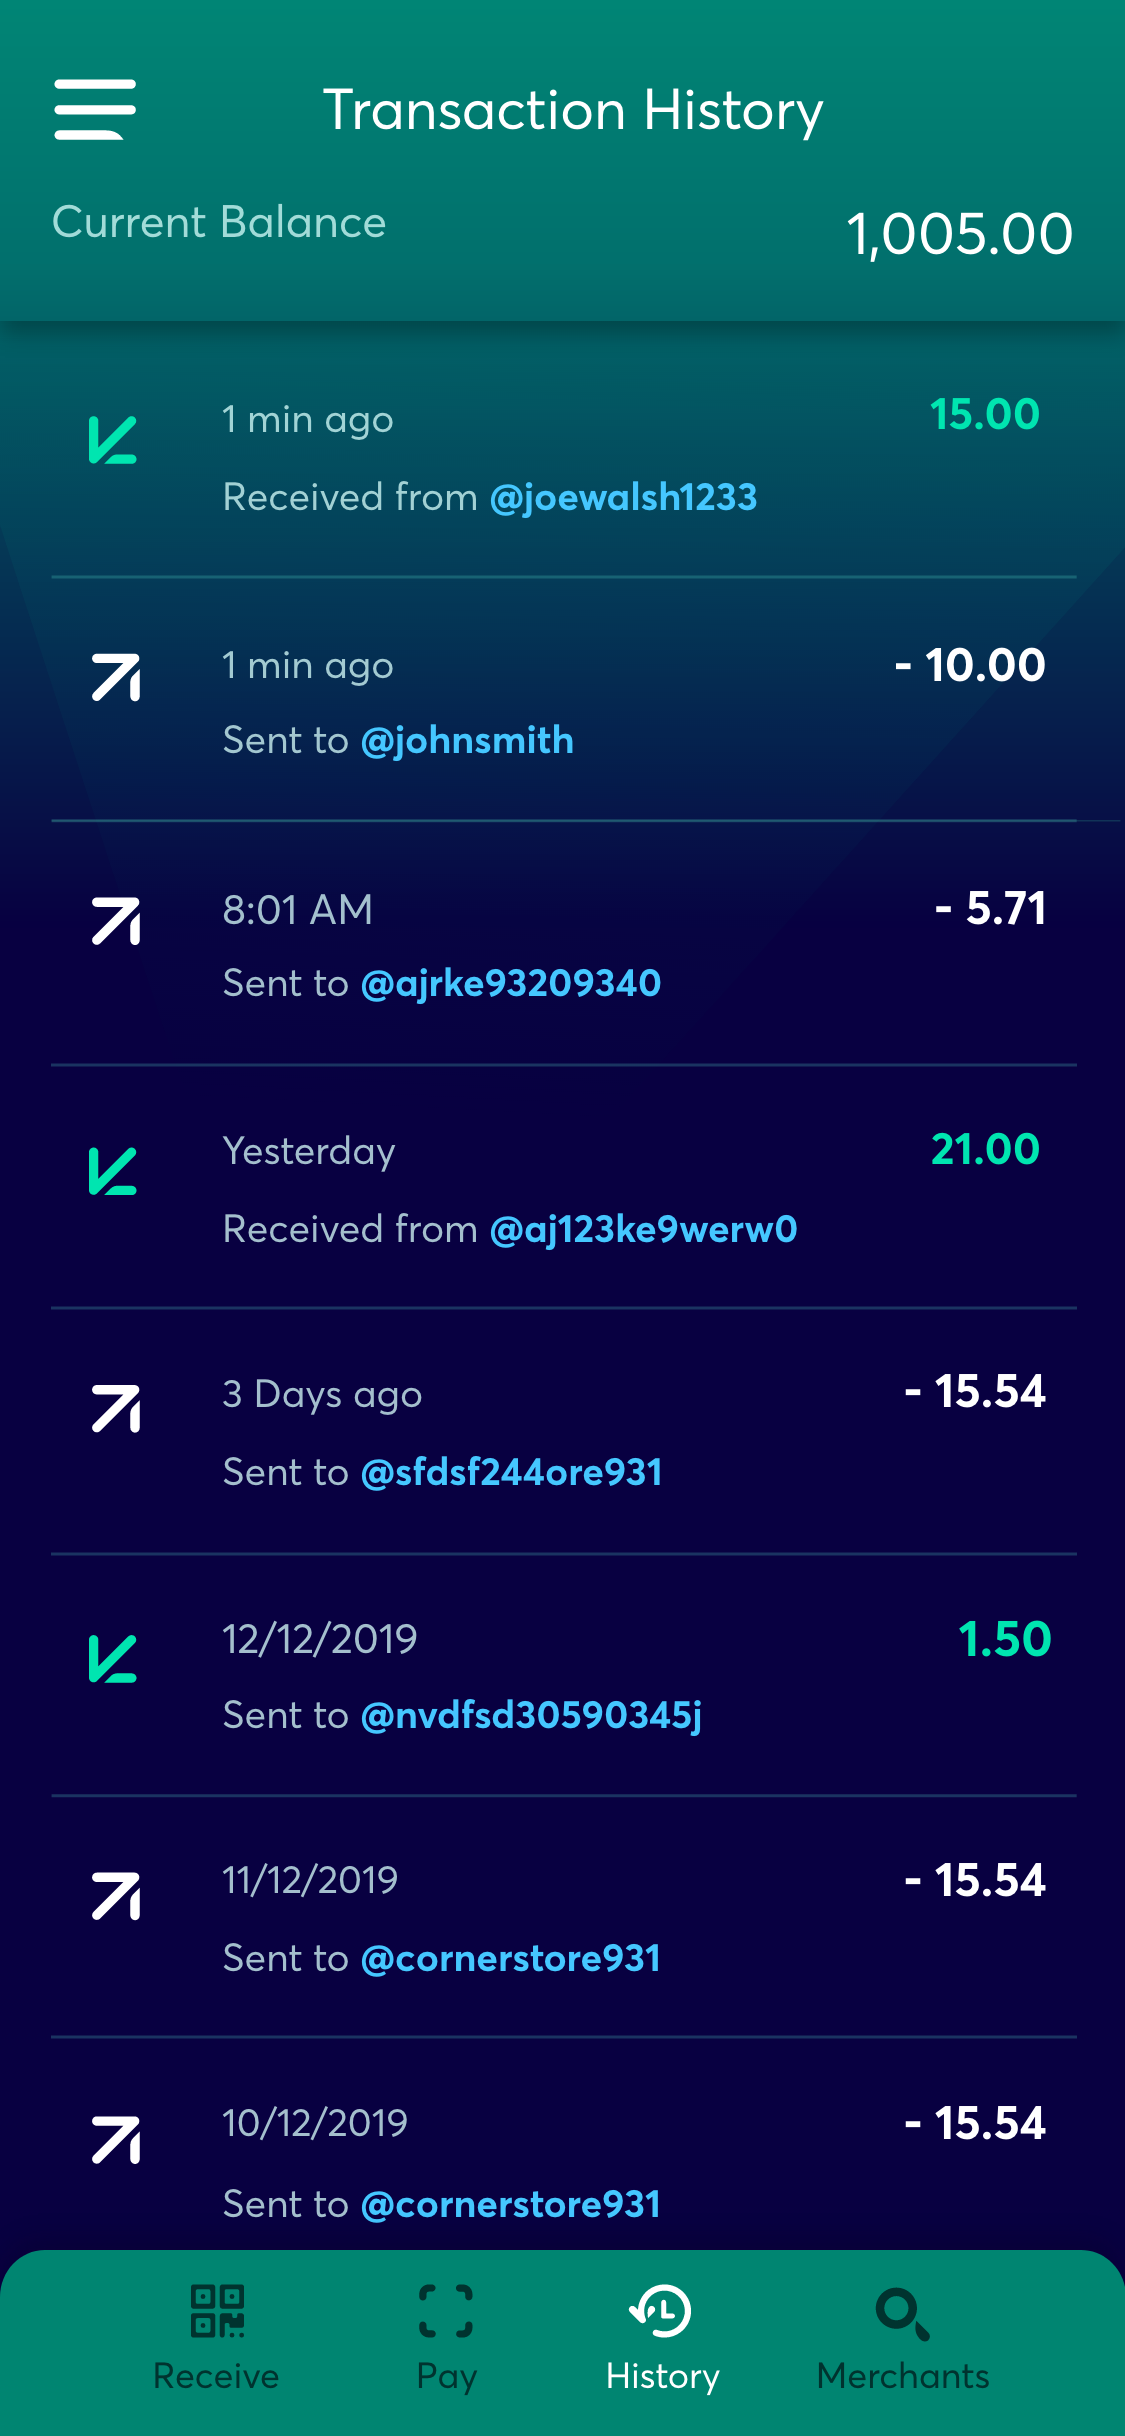 Transaction History
Current Balance
1,005.00
1 min ago
15.00
Received from @joewalsh1233
1 min ago
- 10.00
Sent to @johnsmith
8:01 AM
- 5.71
Sent to @ajrke93209340
Yesterday
21.00
Received from @aj123ke9werw0
3 Days ago
- 15.54
Sent to @sfdsf244ore931
12/12/2019
1.50
Sent to @nvdfsd30590345j
11/12/2019
- 15.54
Sent to @cornerstore931
10/12/2019
- 15.54
Sent to @cornerstore931
Receive
Pay
History
Merchants